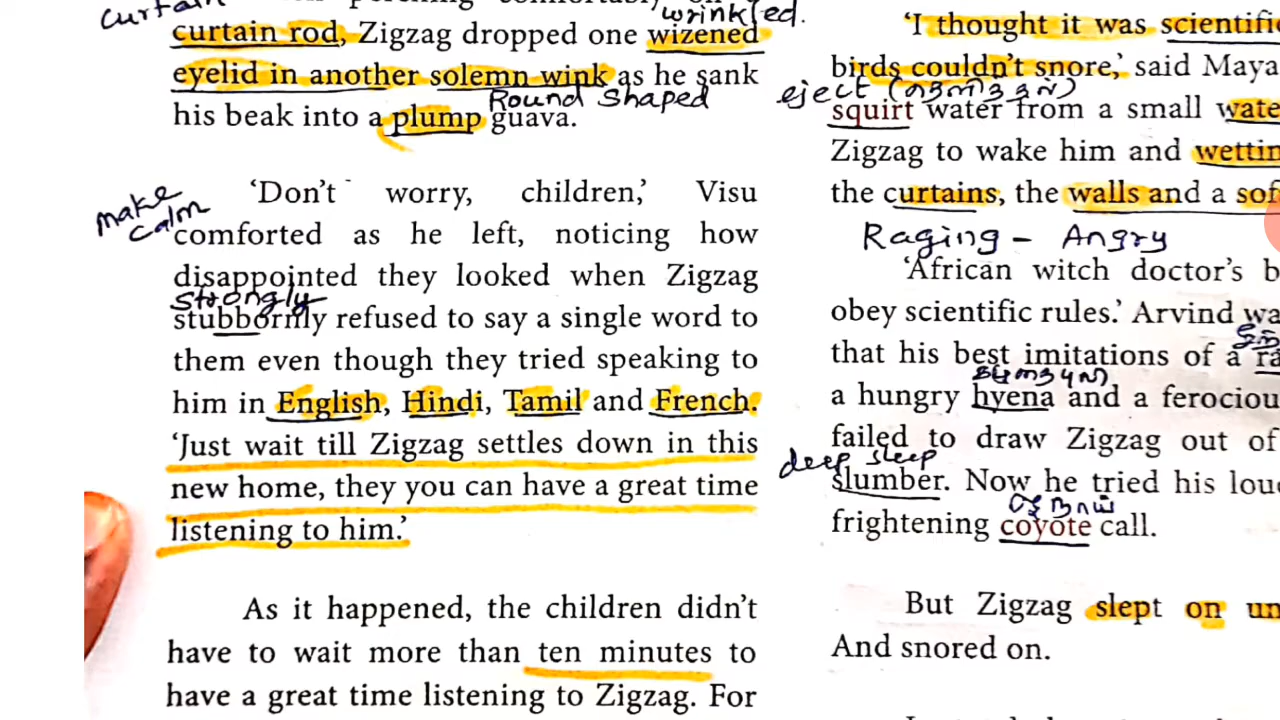 curtain
wrinkled.
curtain rod, Zigzag dropped one wizened
eyelid in another solemn wink as he sank
Round shaped
his beak into a plump guava.
make
calm
'Don't worry, children,' Visu
comforted as he left, noticing how
disappointed they looked when Zigzag
strongly
stubbornly refused to say a single word to
them even though they tried speaking to
him in English, Hindi, Tamil and French.
'Just wait till Zigzag settles down in this
new home, they you can have a great time
listening to him.'
As it happened, the children didn't
have to wait more than ten minutes to
have a great time listening to Zigzag. For
'I thought it was scientific
birds couldn't snore,' said Maya
eject
squirt water from a small
Zigzag to wake him and
the curtains, the walls and a
Raging - Angry
'African witch doctor's
obey scientific rules.' Arvind
that his best imitations of a
a hungry hyena and a
failed to draw Zigzag out of
deep sleep
slumber. Now he tried his
frightening coyote call.
But Zigzag slept on
And snored on.